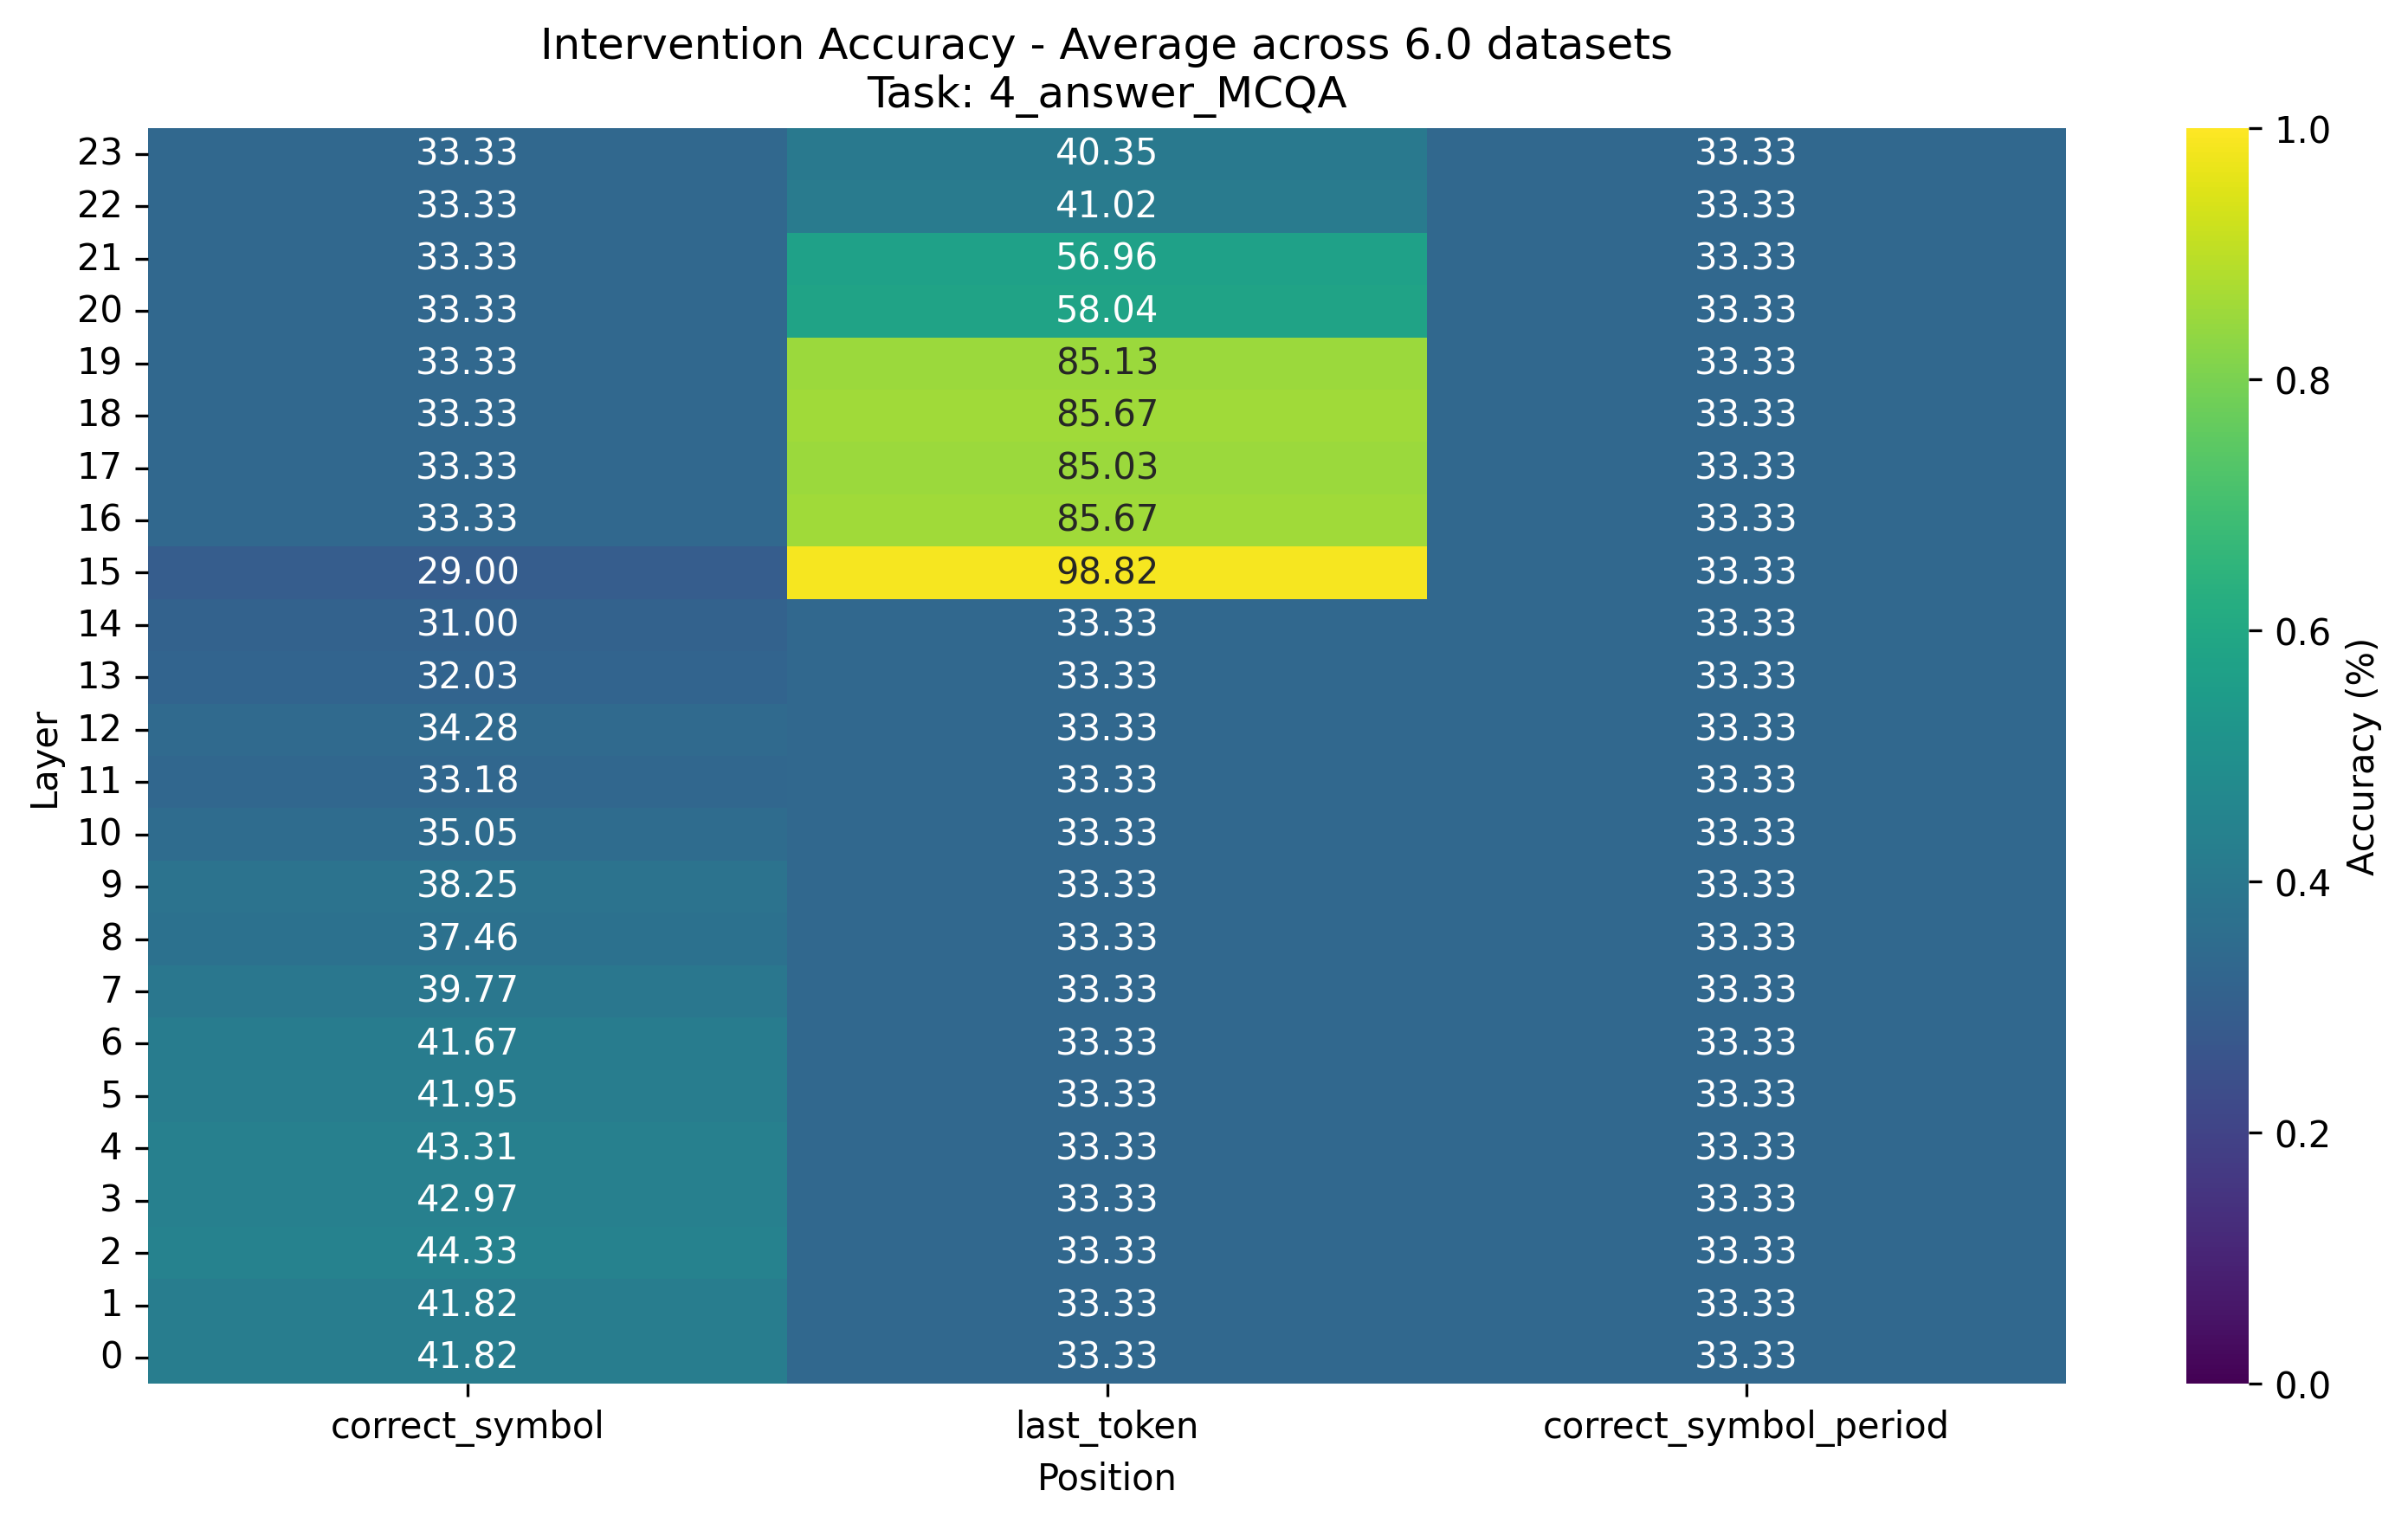 Intervention Accuracy - Average across 6.0 datasets
Task: 4_answer_MCQA
23 33.33 40.35 33.33
22 33.33 41.02 33.33
21 33.33 56.96 33.33
20 33.33 58.04 33.33
19 33.33 85.13 33.33
18 33.33 85.67 33.33
17 33.33 85.03 33.33
16 33.33 85.67 33.33
15 29.00 98.82 33.33
14 31.00 33.33 33.33
13 32.03 33.33 33.33
12 34.28 33.33 33.33
11 33.18 33.33 33.33
10 35.05 33.33 33.33
9 38.25 33.33 33.33
8 37.46 33.33 33.33
7 39.77 33.33 33.33
6 41.67 33.33 33.33
5 41.95 33.33 33.33
4 43.31 33.33 33.33
3 42.97 33.33 33.33
2 44.33 33.33 33.33
1 41.82 33.33 33.33
0 41.82 33.33 33.33
Layer
correct_symbol last_token correct_symbol_period
Position
1.0
0.8
0.6
0.4
0.2
0.0
Accuracy (%)